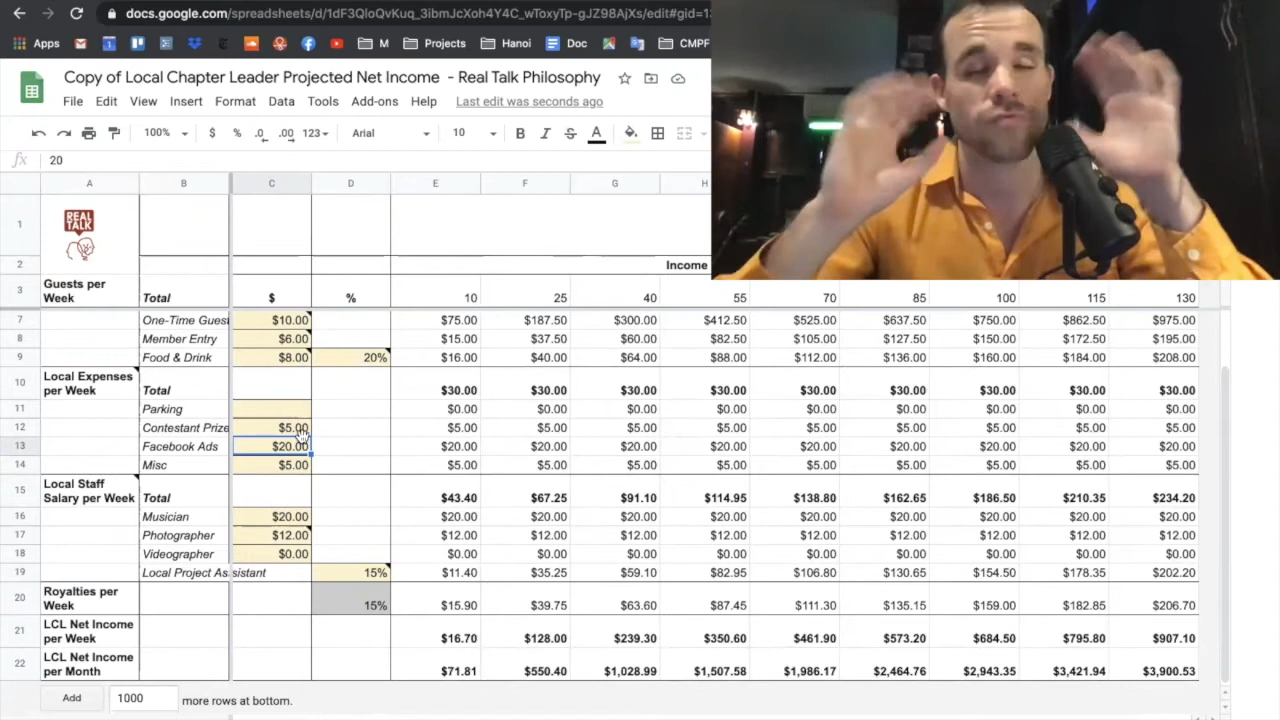 docs.google.com/spreadsheets/d/1dF3QloQvKuq_3ibmJcXoh4Y4C_wToxyTp-gJZ98AjXs/edit#gid=1
Apps M Projects Hanoi Doc CMPF
Copy of Local Chapter Leader Projected Net Income - Real Talk Philosophy
File Edit View Insert Format Data Tools Add-ons Help Last edit was seconds ago
100% $ % .0 .00 123 Arial 10 B I S A
fx 20
A B C D E F G H
1 REAL TALK
2 Income
3 Guests per Week Total $ % 10 25 40 55 70 85 100 115 130
7 One-Time Gues $10.00 $75.00 $187.50 $300.00 $412.50 $525.00 $637.50 $750.00 $862.50 $975.00
8 Member Entry $6.00 $15.00 $37.50 $60.00 $82.50 $105.00 $127.50 $150.00 $172.50 $195.00
9 Food & Drink $8.00 20% $16.00 $40.00 $64.00 $88.00 $112.00 $136.00 $160.00 $184.00 $208.00
10 Local Expenses per Week Total $30.00 $30.00 $30.00 $30.00 $30.00 $30.00 $30.00 $30.00 $30.00
11 Parking $0.00 $0.00 $0.00 $0.00 $0.00 $0.00 $0.00 $0.00 $0.00
12 Contestant Prize $5.00 $5.00 $5.00 $5.00 $5.00 $5.00 $5.00 $5.00 $5.00 $5.00
13 Facebook Ads $20.00 $20.00 $20.00 $20.00 $20.00 $20.00 $20.00 $20.00 $20.00 $20.00
14 Misc $5.00 $5.00 $5.00 $5.00 $5.00 $5.00 $5.00 $5.00 $5.00 $5.00
15 Local Staff Salary per Week Total $43.40 $67.25 $91.10 $114.95 $138.80 $162.65 $186.50 $210.35 $234.20
16 Musician $20.00 $20.00 $20.00 $20.00 $20.00 $20.00 $20.00 $20.00 $20.00 $20.00
17 Photographer $12.00 $12.00 $12.00 $12.00 $12.00 $12.00 $12.00 $12.00 $12.00 $12.00
18 Videographer $0.00 $0.00 $0.00 $0.00 $0.00 $0.00 $0.00 $0.00 $0.00 $0.00
19 Local Project Assistant 15% $11.40 $35.25 $59.10 $82.95 $106.80 $130.65 $154.50 $178.35 $202.20
20 Royalties per Week 15% $15.90 $39.75 $63.60 $87.45 $111.30 $135.15 $159.00 $182.85 $206.70
21 LCL Net Income per Week $16.70 $128.00 $239.30 $350.60 $461.90 $573.20 $684.50 $795.80 $907.10
22 LCL Net Income per Month $71.81 $550.40 $1,028.99 $1,507.58 $1,986.17 $2,464.76 $2,943.35 $3,421.94 $3,900.53
Add 1000 more rows at bottom.